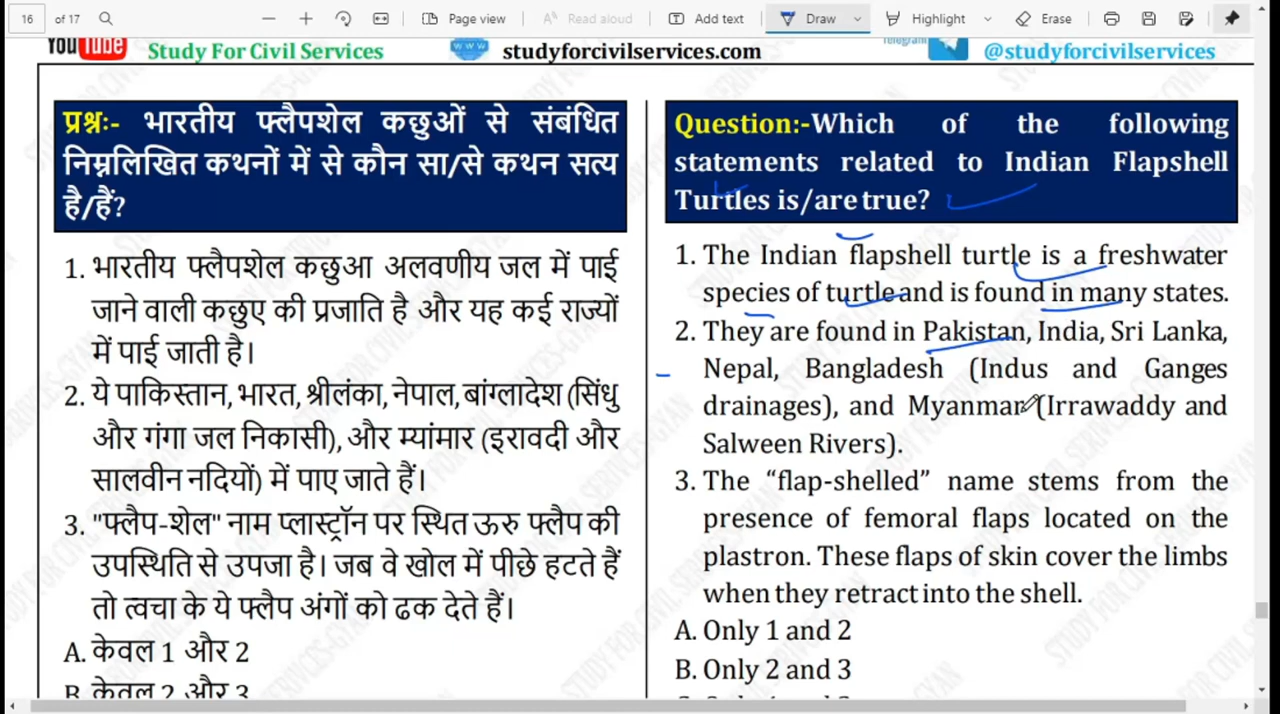 16 of 17 Page view Read aloud Add text Draw Highlight Erase
YouTube Study For Civil Services www studyforcivilservices.com Telegram @studyforcivilservices
प्रश्नः- भारतीय फ्लैपशेल कछुओं से संबंधित
निम्नलिखित कथनों में से कौन सा/से कथन सत्य
है/हैं?
1. भारतीय फ्लैपशेल कछुआ अलवणीय जल में पाई
जाने वाली कछुए की प्रजाति है और यह कई राज्यों
में पाई जाती है।
2. ये पाकिस्तान, भारत, श्रीलंका, नेपाल, बांग्लादेश (सिंधु
और गंगा जल निकासी), और म्यांमार (इरावदी और
सालवीन नदियों) में पाए जाते हैं।
3. "फ्लैप-शेल" नाम प्लास्ट्रॉन पर स्थित ऊरु फ्लैप की
उपस्थिति से उपजा है। जब वे खोल में पीछे हटते हैं
तो त्वचा के ये फ्लैप अंगों को ढक देते हैं।
A. केवल 1 और 2
B. केवल 2 और 3
Question:-Which of the following
statements related to Indian Flapshell
Turtles is/are true?
1. The Indian flapshell turtle is a freshwater
species of turtle and is found in many states.
2. They are found in Pakistan, India, Sri Lanka,
Nepal, Bangladesh (Indus and Ganges
drainages), and Myanmar (Irrawaddy and
Salween Rivers).
3. The “flap-shelled” name stems from the
presence of femoral flaps located on the
plastron. These flaps of skin cover the limbs
when they retract into the shell.
A. Only 1 and 2
B. Only 2 and 3